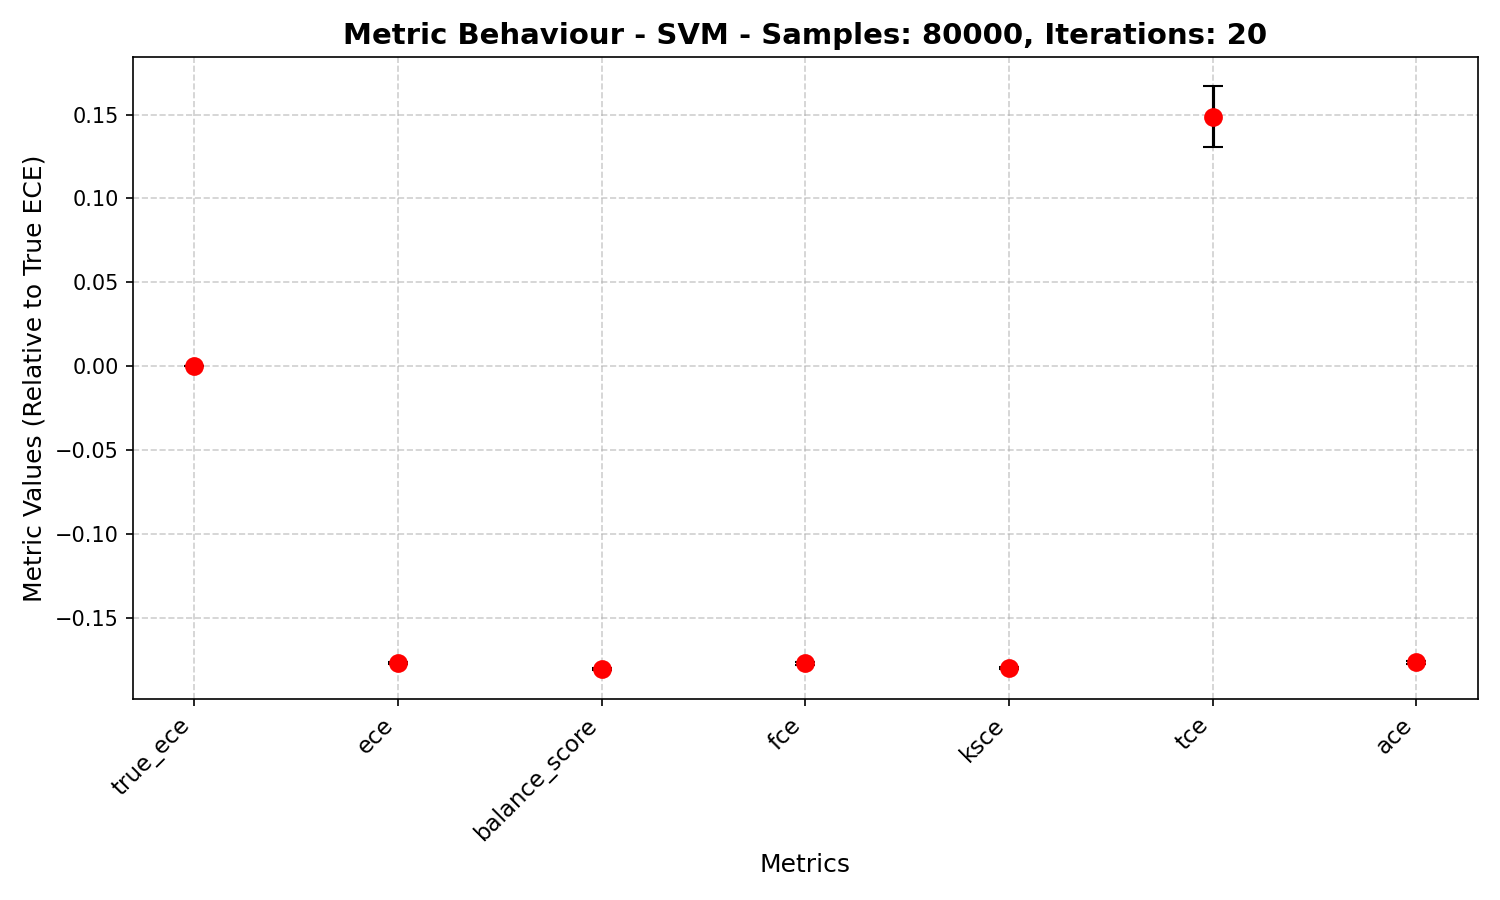 Metric Behaviour - SVM - Samples: 80000, Iterations: 20
Metric Values (Relative to True ECE)
0.15
0.10
0.05
0.00
−0.05
−0.10
−0.15
true_ece
ece
balance_score
fce
ksce
tce
ace
Metrics